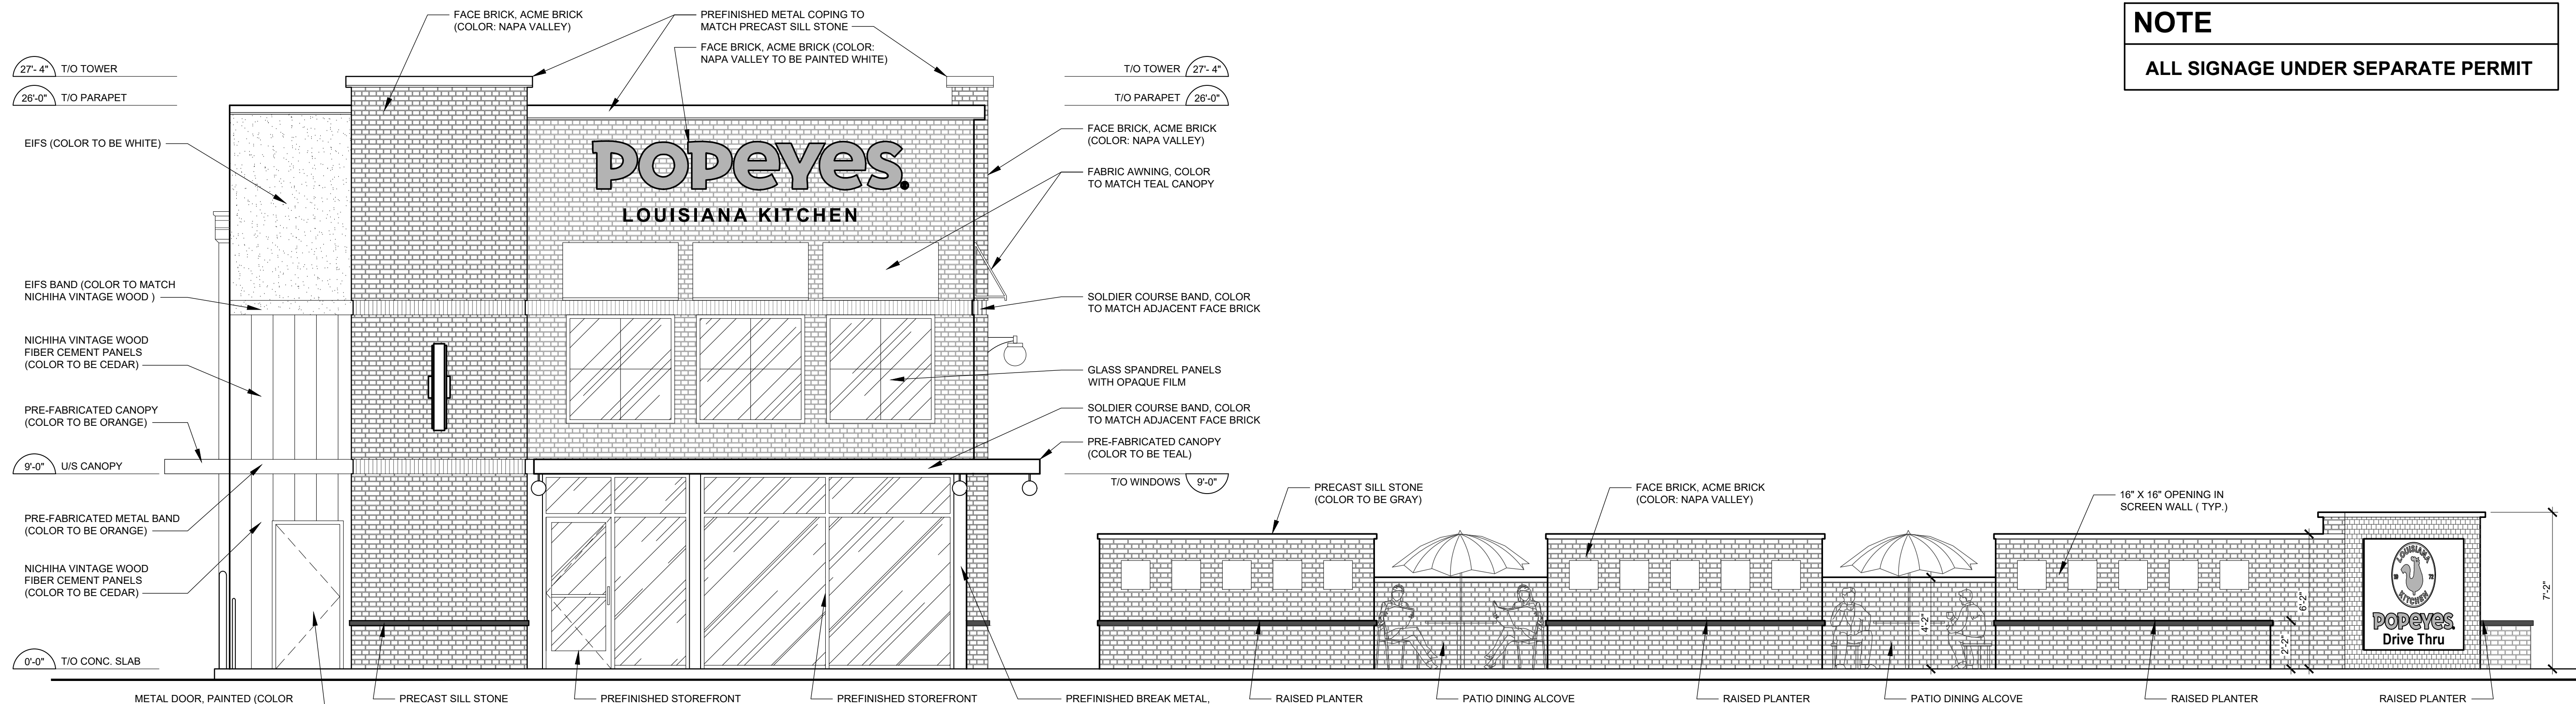 NOTE
ALL SIGNAGE UNDER SEPARATE PERMIT
FACE BRICK, ACME BRICK
(COLOR: NAPA VALLEY)
PREFINISHED METAL COPING TO
MATCH PRECAST SILL STONE
FACE BRICK, ACME BRICK (COLOR:
NAPA VALLEY TO BE PAINTED WHITE)
27'- 4" T/O TOWER
26'-0" T/O PARAPET
EIFS (COLOR TO BE WHITE)
EIFS BAND (COLOR TO MATCH
NICHIHA VINTAGE WOOD )
NICHIHA VINTAGE WOOD
FIBER CEMENT PANELS
(COLOR TO BE CEDAR)
PRE-FABRICATED CANOPY
(COLOR TO BE ORANGE)
9'-0" U/S CANOPY
PRE-FABRICATED METAL BAND
(COLOR TO BE ORANGE)
NICHIHA VINTAGE WOOD
FIBER CEMENT PANELS
(COLOR TO BE CEDAR)
0'-0" T/O CONC. SLAB
POPEYES®
LOUISIANA KITCHEN
T/O TOWER 27'- 4"
T/O PARAPET 26'-0"
FACE BRICK, ACME BRICK
(COLOR: NAPA VALLEY)
FABRIC AWNING, COLOR
TO MATCH TEAL CANOPY
SOLDIER COURSE BAND, COLOR
TO MATCH ADJACENT FACE BRICK
GLASS SPANDREL PANELS
WITH OPAQUE FILM
SOLDIER COURSE BAND, COLOR
TO MATCH ADJACENT FACE BRICK
PRE-FABRICATED CANOPY
(COLOR TO BE TEAL)
T/O WINDOWS 9'-0"
PRECAST SILL STONE
(COLOR TO BE GRAY)
FACE BRICK, ACME BRICK
(COLOR: NAPA VALLEY)
16" X 16" OPENING IN
SCREEN WALL ( TYP.)
4'-2"
6'-2"
2'-2"
7'-2"
LOUISIANA
19 72
KITCHEN
POPEYES
Drive Thru
METAL DOOR, PAINTED (COLOR
PRECAST SILL STONE
PREFINISHED STOREFRONT
PREFINISHED STOREFRONT
PREFINISHED BREAK METAL,
RAISED PLANTER
PATIO DINING ALCOVE
RAISED PLANTER
PATIO DINING ALCOVE
RAISED PLANTER
RAISED PLANTER